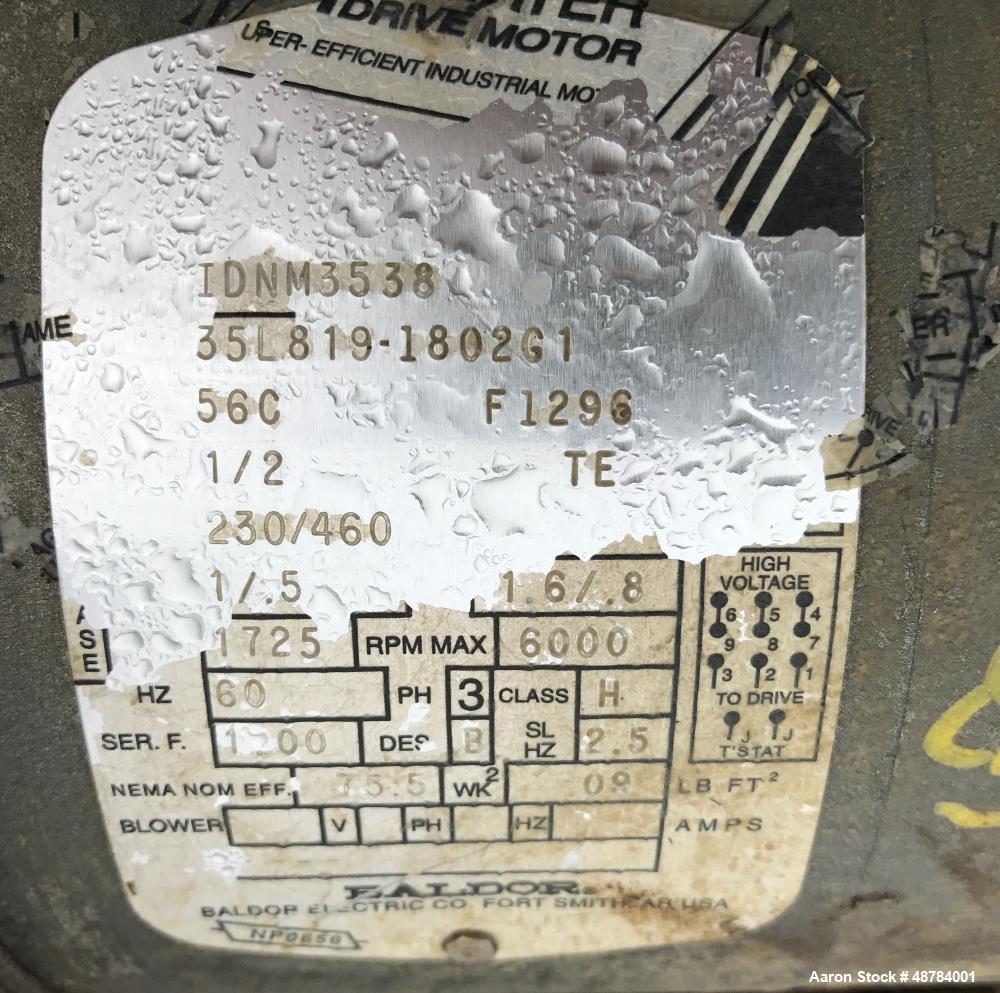 DRIVE MOTOR
SUPER- EFFICIENT INDUSTRIAL MO
IDNM3538
35L819-1802G1
56C F1296
1/2 TE
230/460
1/.5 1.6/.8
1725 RPM MAX 6000
HZ 60 PH 3 CLASS H
SER. F. 1.00 DES B SL HZ 2.5
NEMA NOM EFF. 75.5 WK2 09 LB FT2
BLOWER V PH HZ AMPS
BALDOR
BALDOR ELECTRIC CO. FORT SMITH, AR USA
NP0656
HIGH
VOLTAGE
6 5 4
9 8 7
3 2 1
TO DRIVE
J J
T'STAT
Aaron Stock # 48784001